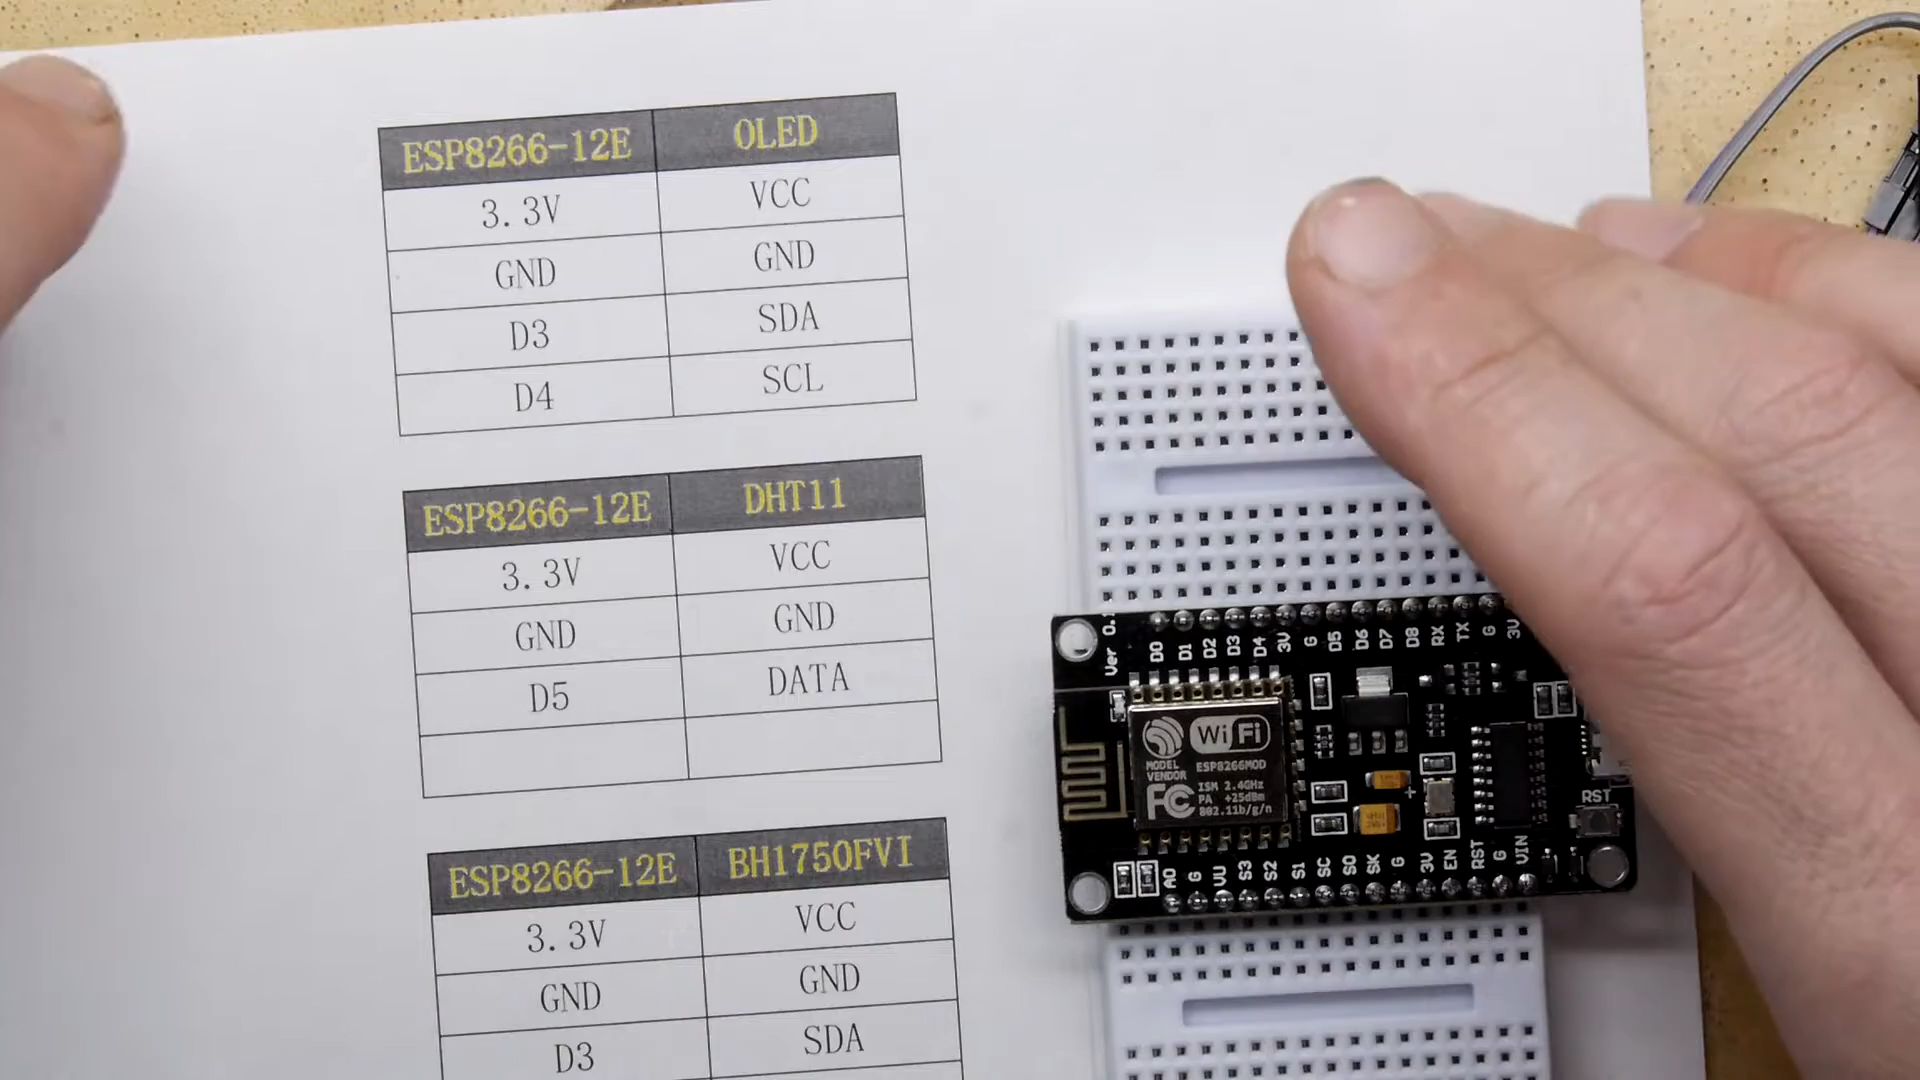 ESP8266-12E OLED
3.3V VCC
GND GND
D3 SDA
D4 SCL
ESP8266-12E DHT11
3.3V VCC
GND GND
D5 DATA
ESP8266-12E BH1750FVI
3.3V VCC
GND GND
D3 SDA
Ver 0.
D0 D1 D2 D3 D4 3V G D5 D6 D7 D8 RX TX G 3V
WiFi
MODEL
VENDOR
ESP8266MOD
FC
ISM 2.4GHz
PA +25dBm
802.11b/g/n
RST
A0 G VU S3 S2 S1 SC S0 SK G 3V EN RST G VIN